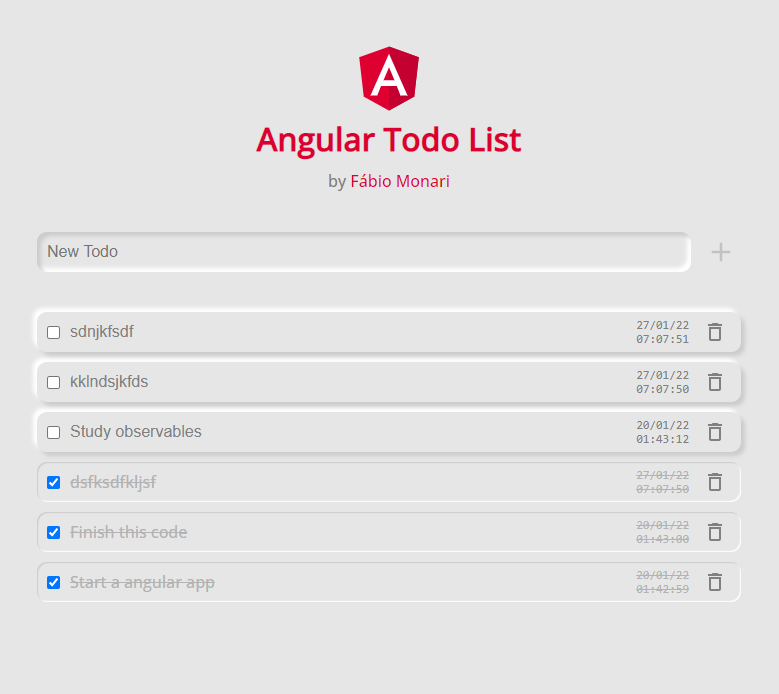 A
Angular Todo List
by Fábio Monari
New Todo
sdnjkfsdf
27/01/22
07:07:51
kklndsjkfds
27/01/22
07:07:50
Study observables
20/01/22
01:43:12
dsfksdfkljsf
27/01/22
07:07:50
Finish this code
20/01/22
01:43:00
Start a angular app
20/01/22
01:42:59